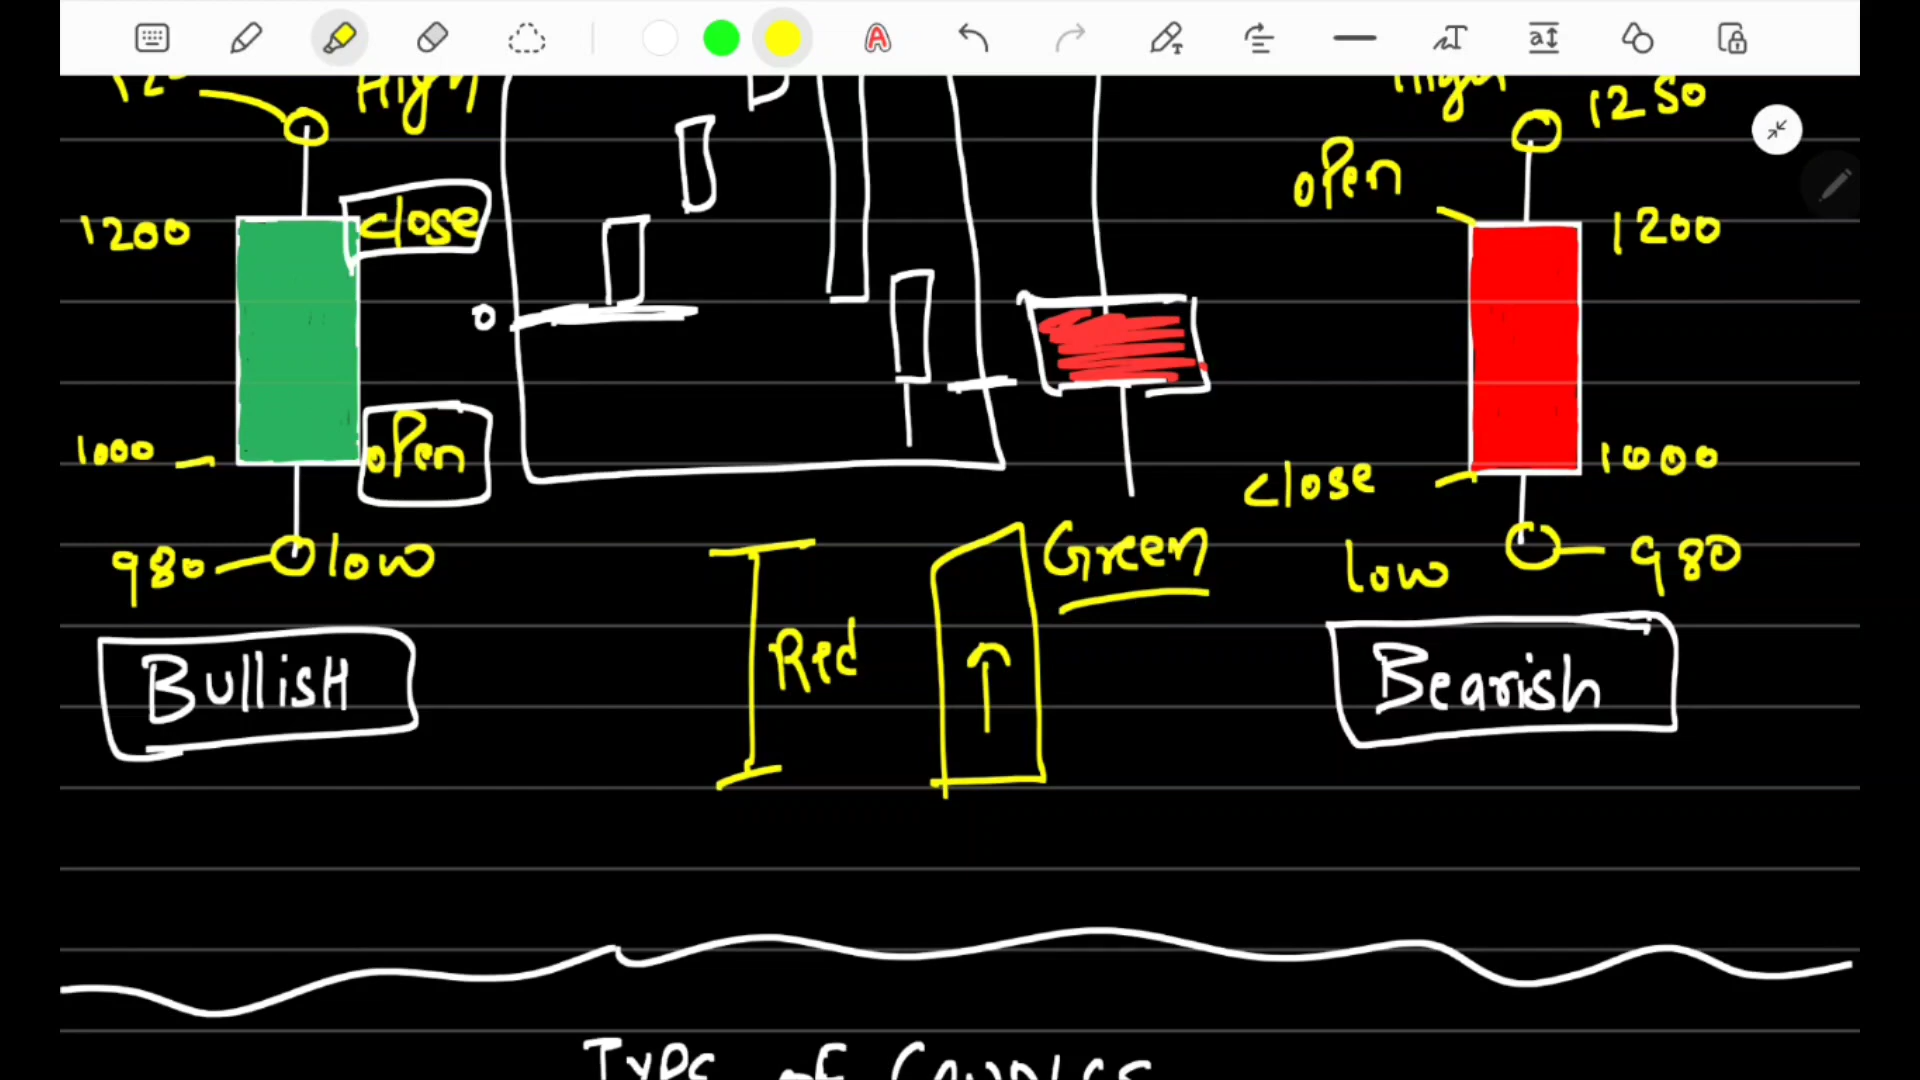 High
1250
open
close
1200
1200
o
1000
open
1000
close
Green
980
low
low
980
Red
BullisH
Bearish
Types of Candles